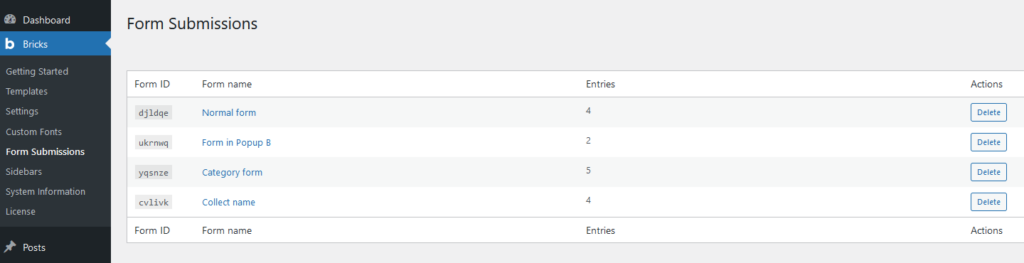 Dashboard
b Bricks
Getting Started
Templates
Settings
Custom Fonts
Form Submissions
Sidebars
System Information
License
Posts
Form Submissions
Form ID Form name Entries Actions
djldqe Normal form 4 Delete
ukrnwq Form in Popup B 2 Delete
yqsnze Category form 5 Delete
cvlivk Collect name 4 Delete
Form ID Form name Entries Actions